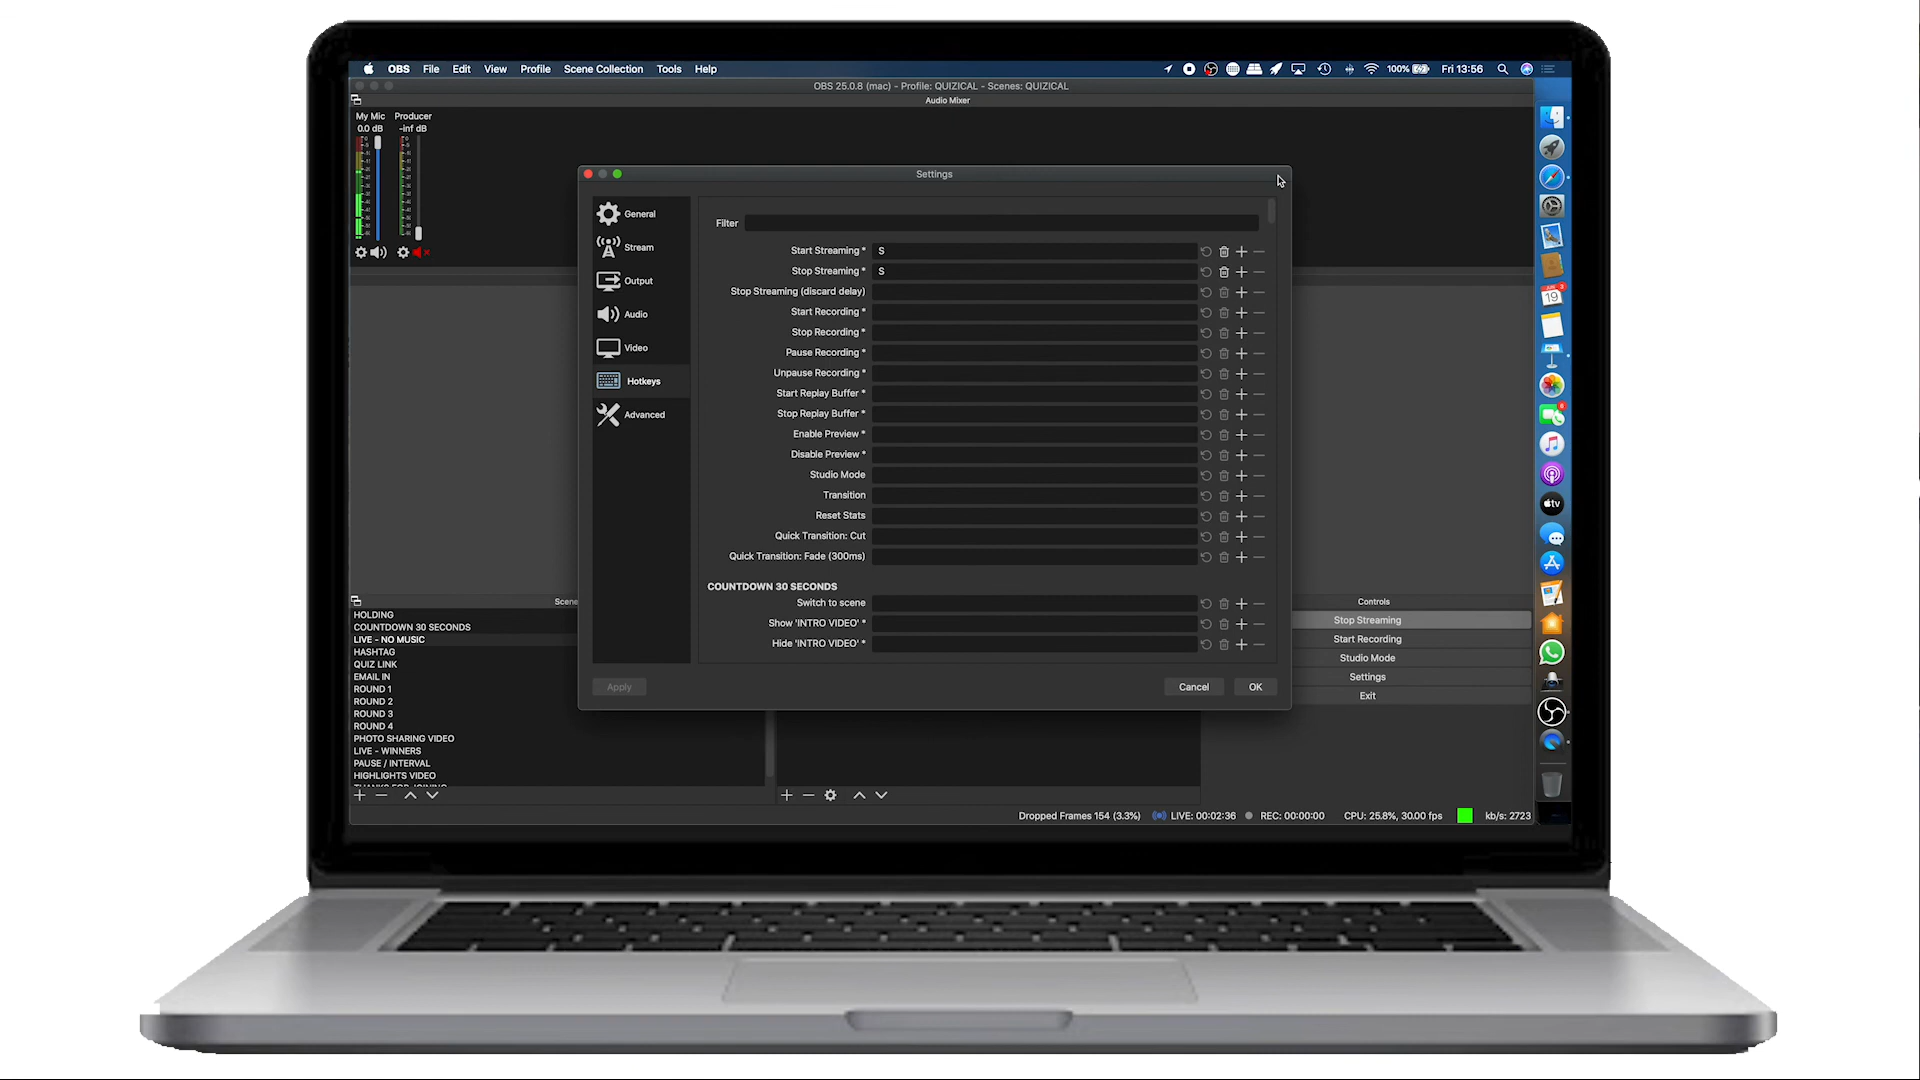 OBS File Edit View Profile Scene Collection Tools Help 100% Fri 13:56
OBS 25.0.8 (mac) - Profile: QUIZICAL - Scenes: QUIZICAL
Audio Mixer
My Mic Producer
0.0 dB -inf dB
Settings
General
Stream
Output
Audio
Video
Hotkeys
Advanced
Filter
Start Streaming * S
Stop Streaming * S
Stop Streaming (discard delay)
Start Recording *
Stop Recording *
Pause Recording *
Unpause Recording *
Start Replay Buffer *
Stop Replay Buffer *
Enable Preview *
Disable Preview *
Studio Mode
Transition
Reset Stats
Quick Transition: Cut
Quick Transition: Fade (300ms)
COUNTDOWN 30 SECONDS
Switch to scene
Show 'INTRO VIDEO' *
Hide 'INTRO VIDEO' *
Apply Cancel OK
Scene
HOLDING
COUNTDOWN 30 SECONDS
LIVE - NO MUSIC
HASHTAG
QUIZ LINK
EMAIL IN
ROUND 1
ROUND 2
ROUND 3
ROUND 4
PHOTO SHARING VIDEO
LIVE - WINNERS
PAUSE / INTERVAL
HIGHLIGHTS VIDEO
Controls
Stop Streaming
Start Recording
Studio Mode
Settings
Exit
19
tv
Dropped Frames 154 (3.3%) LIVE: 00:02:36 REC: 00:00:00 CPU: 25.8%, 30.00 fps kb/s: 2723